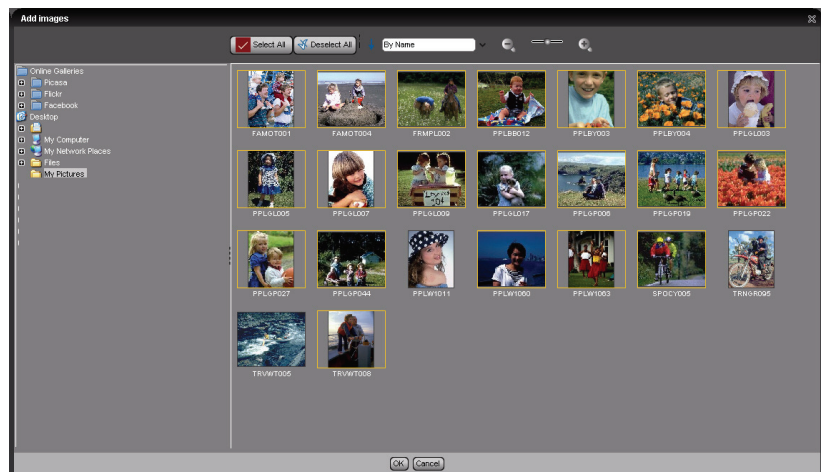 Add images
Select All Deselect All By Name
Online Galleries
Picasa
Flickr
Facebook
Desktop
My Computer
My Network Places
Files
My Pictures
FAMOT001 FAMOT004 FRMPL002 PPLBB012 PPLBY003 PPLBY004 PPLGL003
PPLGL005 PPLGL007 PPLGL009 PPLGL017 PPLGP006 PPLGP019 PPLGP022
PPLGP027 PPLGP044 PPLW1011 PPLW1060 PPLW1063 SPOCY005 TRNGR095
TRVWT005 TRVWT008
OK Cancel